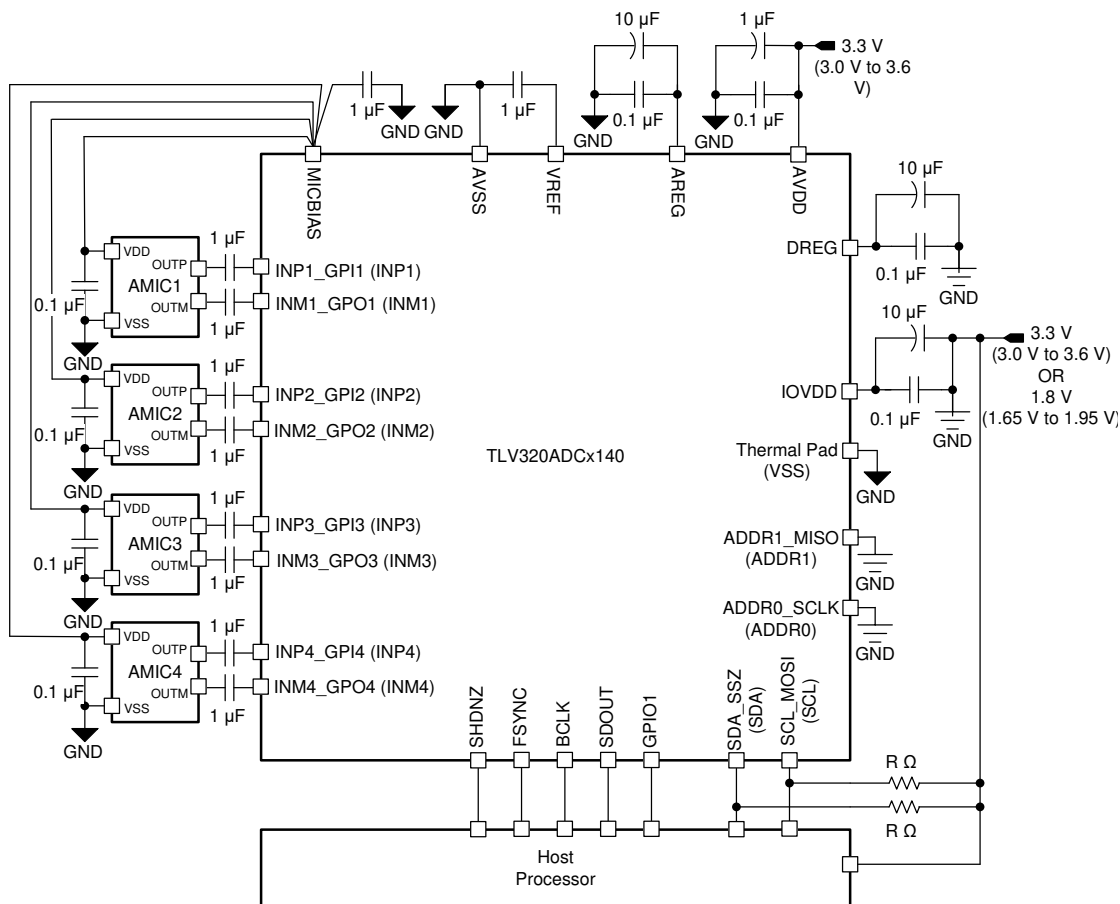 10 µF
1 µF
3.3 V
(3.0 V to 3.6
V)
1 µF
GND
GND
1 µF
0.1 µF
GND
0.1 µF
GND
MICBIAS
AVSS
VREF
AREG
AVDD
10 µF
DREG
0.1 µF
GND
VDD
OUTP
AMIC1
OUTM
VSS
0.1 µF
GND
1 µF
1 µF
INP1_GPI1 (INP1)
INM1_GPO1 (INM1)
10 µF
3.3 V
(3.0 V to 3.6 V)
OR
1.8 V
(1.65 V to 1.95 V)
IOVDD
0.1 µF
GND
VDD
OUTP
AMIC2
OUTM
VSS
0.1 µF
GND
1 µF
1 µF
INP2_GPI2 (INP2)
INM2_GPO2 (INM2)
TLV320ADCx140
Thermal Pad
(VSS)
GND
VDD
OUTP
AMIC3
OUTM
VSS
0.1 µF
GND
1 µF
1 µF
INP3_GPI3 (INP3)
INM3_GPO3 (INM3)
ADDR1_MISO
(ADDR1)
GND
ADDR0_SCLK
(ADDR0)
GND
VDD
OUTP
AMIC4
OUTM
VSS
0.1 µF
GND
1 µF
1 µF
INP4_GPI4 (INP4)
INM4_GPO4 (INM4)
SHDNZ
FSYNC
BCLK
SDOUT
GPIO1
SDA_SSZ
(SDA)
SCL_MOSI
(SCL)
R Ω
R Ω
Host
Processor